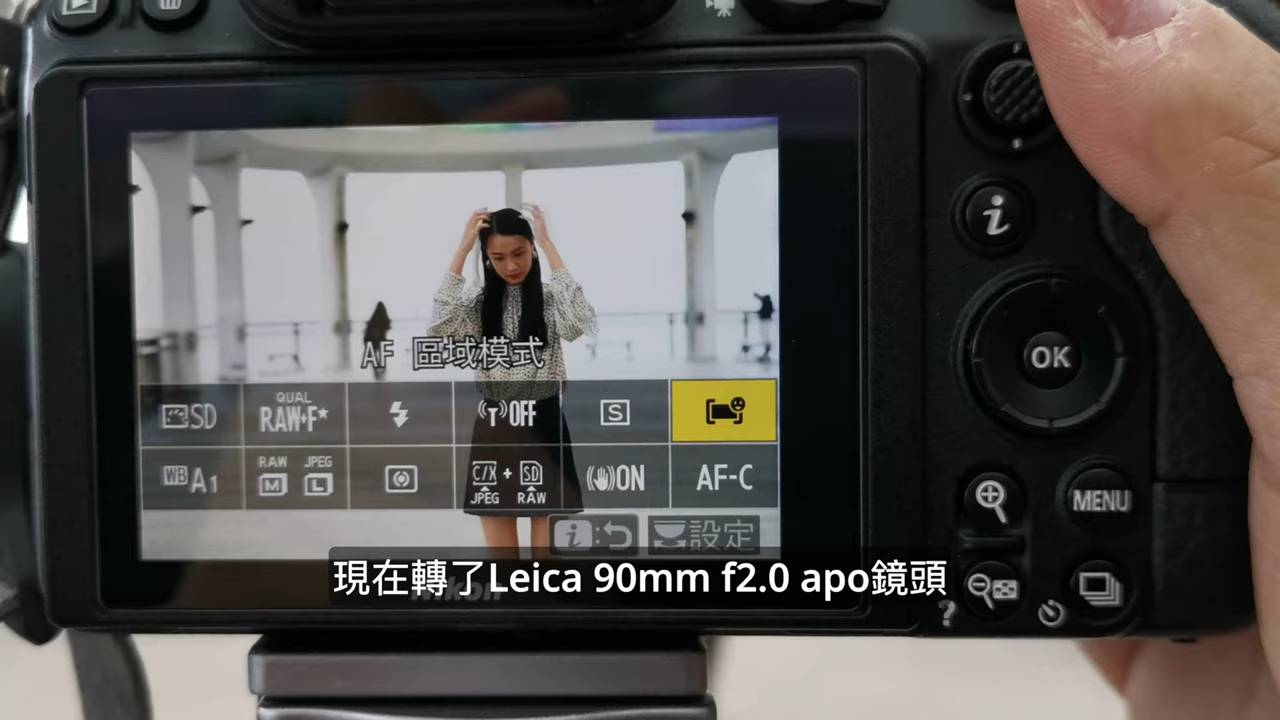 i
AF 區域模式
OK
SD
QUAL
RAW+F★
OFF
S
WB A1
RAW JPEG
M L
C/X + SD
JPEG RAW
ON
AF-C
MENU
i : 設定
現在轉了Leica 90mm f2.0 apo鏡頭
Nikon
?